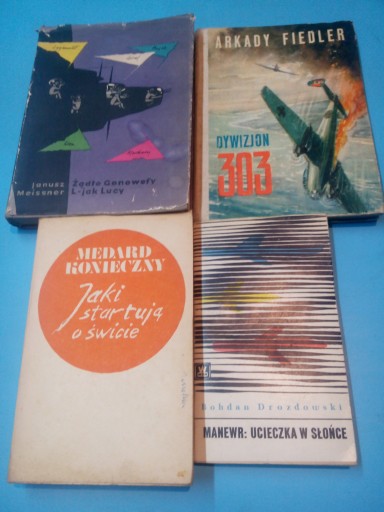 Janusz
Meissner
Żądło Genowefy
L-jak Lucy
ARKADY FIEDLER
DYWIZJON
303
MEDARD
KONIECZNY
Jaki
startują
o świcie
Bohdan Drozdowski
MANEWR: UCIECZKA W SŁOŃCE